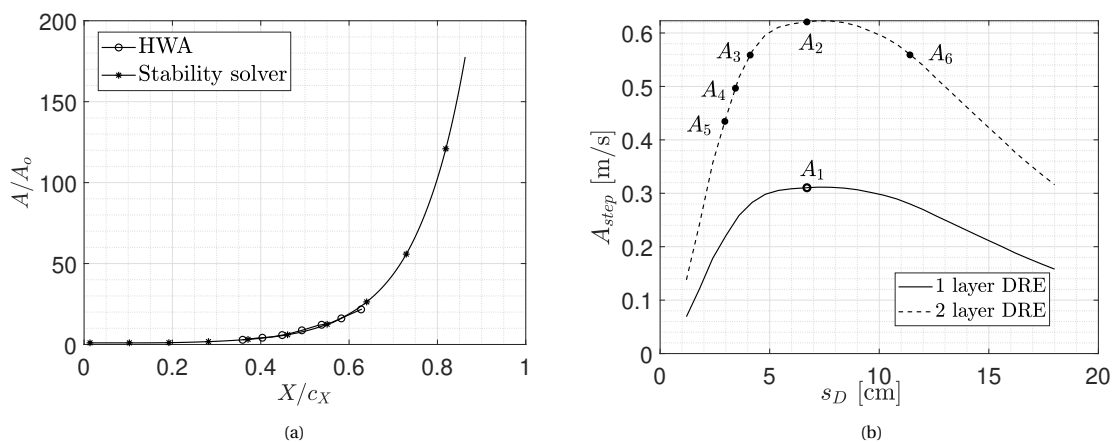 200
150
100
50
0
A/A_o
0
0.2
0.4
0.6
0.8
1
X/c_X
HWA
Stability solver
(a)
0.6
0.5
0.4
0.3
0.2
0.1
0
A_step [m/s]
0
5
10
15
20
s_D [cm]
A_3
A_2
A_6
A_4
A_5
A_1
1 layer DRE
2 layer DRE
(b)